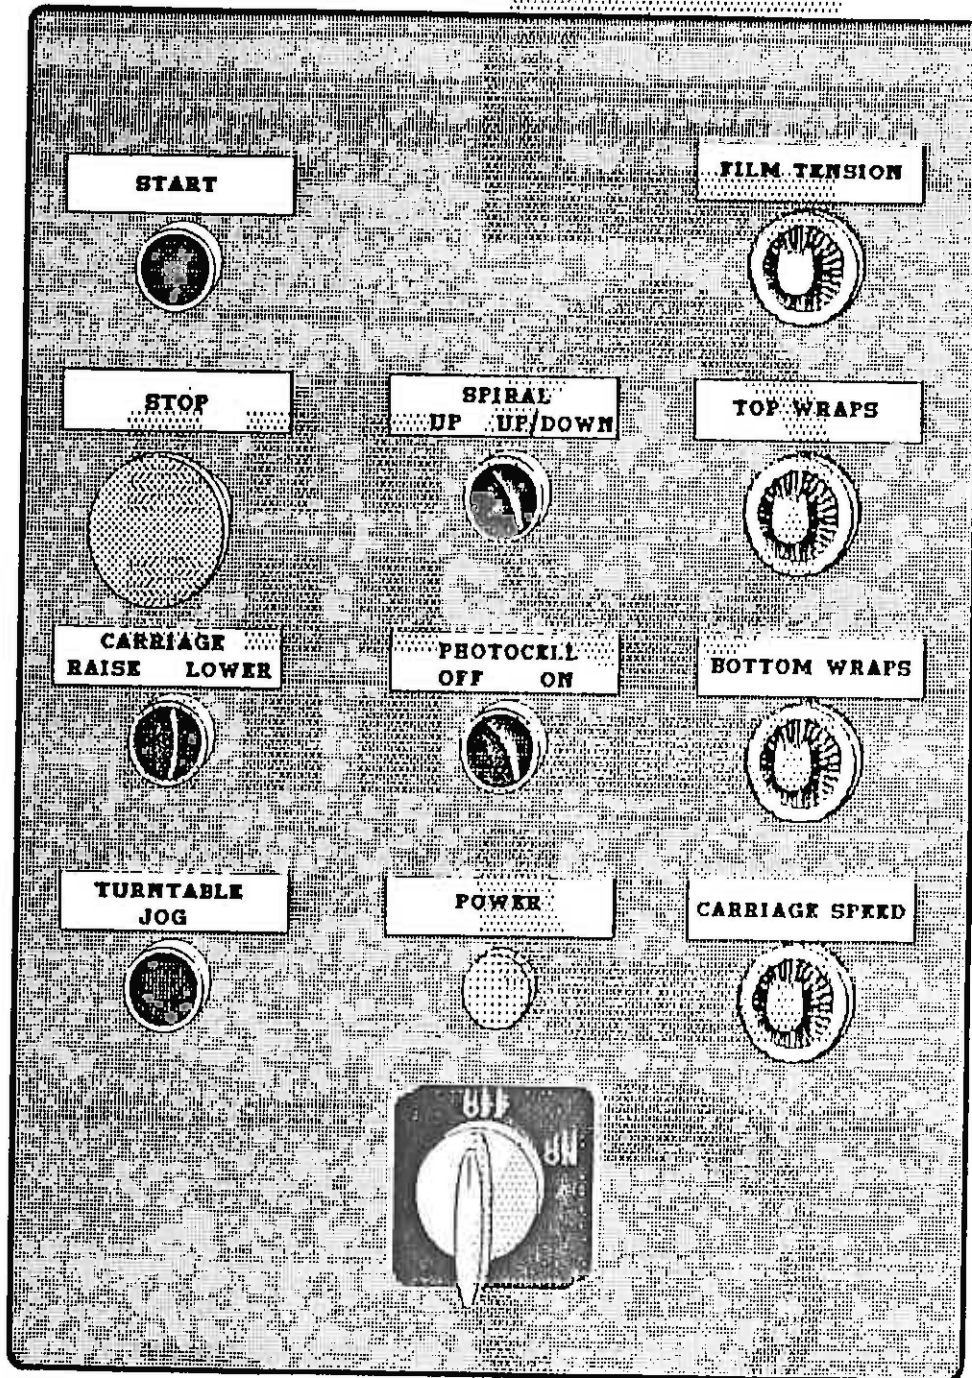 START
FILM TENSION
STOP
SPIRAL
UP UP/DOWN
TOP WRAPS
CARRIAGE
RAISE LOWER
PHOTOCELL
OFF ON
BOTTOM WRAPS
TURNTABLE
JOG
POWER
CARRIAGE SPEED
OFF
ON